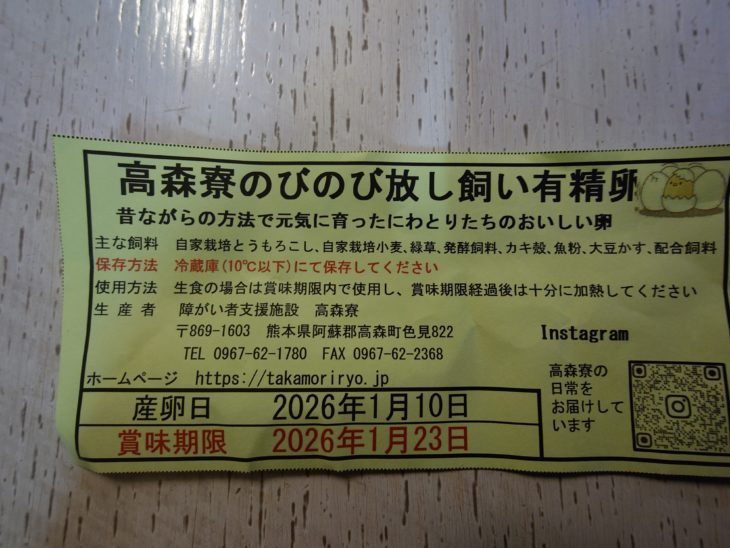 高森寮のびのび放し飼い有精卵
昔ながらの方法で元気に育ったにわとりたちのおいしい卵
主な飼料 自家栽培とうもろこし、自家栽培小麦、緑草、発酵飼料、カキ殻、魚粉、大豆かす、配合飼料
保存方法 冷蔵庫(10℃以下)にて保存してください
使用方法 生食の場合は賞味期限内で使用し、賞味期限経過後は十分に加熱してください
生産者 障がい者支援施設 高森寮
〒869-1603 熊本県阿蘇郡高森町色見822
TEL 0967-62-1780 FAX 0967-62-2368
ホームページ https://takamoriryo.jp
産卵日 2026年1月10日
賞味期限 2026年1月23日
Instagram
高森寮の
日常を
お届けして
います